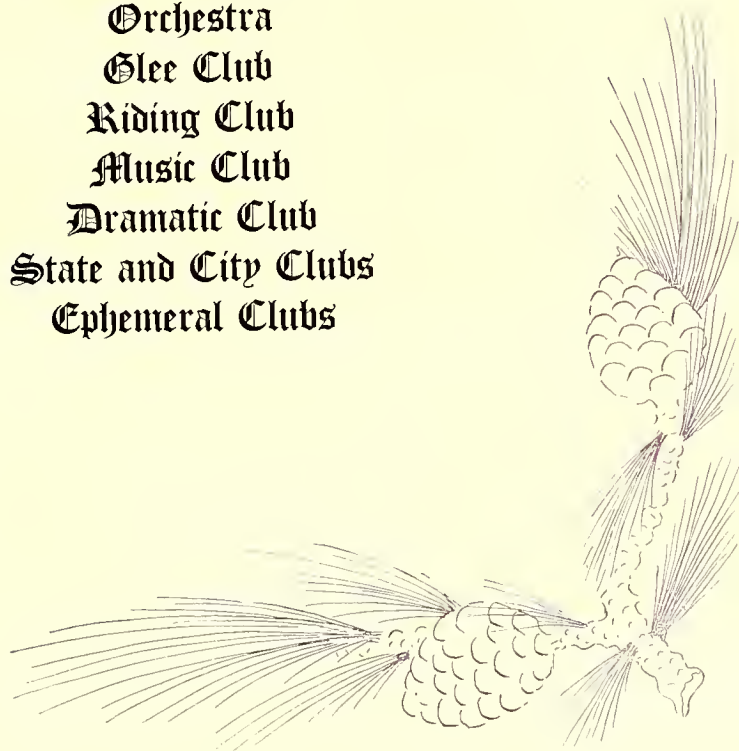 Orchestra
Glee Club
Riding Club
Music Club
Dramatic Club
State and City Clubs
Ephemeral Clubs